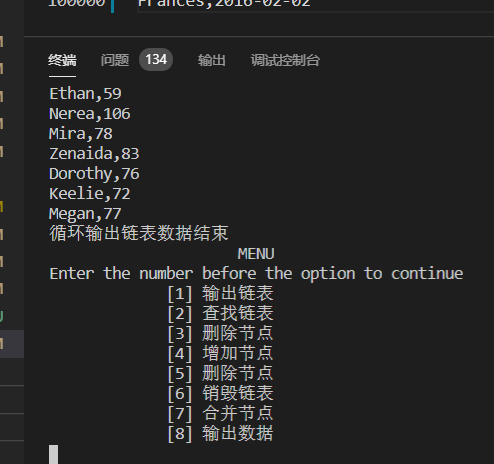 100000 Frances,2016-02-02
终端 问题 134 输出 调试控制台
Ethan,59
Nerea,106
Mira,78
Zenaida,83
Dorothy,76
Keelie,72
Megan,77
循环输出链表数据结束
MENU
Enter the number before the option to continue
[1] 输出链表
[2] 查找链表
[3] 删除节点
[4] 增加节点
[5] 删除节点
[6] 销毁链表
[7] 合并节点
[8] 输出数据